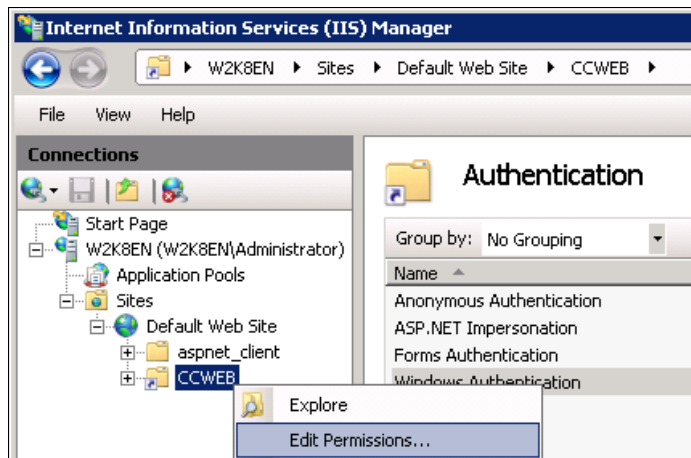 Internet Information Services (IIS) Manager
W2K8EN Sites Default Web Site CCWEB
File View Help
Connections
Start Page
W2K8EN (W2K8EN\Administrator)
Application Pools
Sites
Default Web Site
aspnet_client
CCWEB
Explore
Edit Permissions...
Authentication
Group by: No Grouping
Name
Anonymous Authentication
ASP.NET Impersonation
Forms Authentication
Windows Authentication